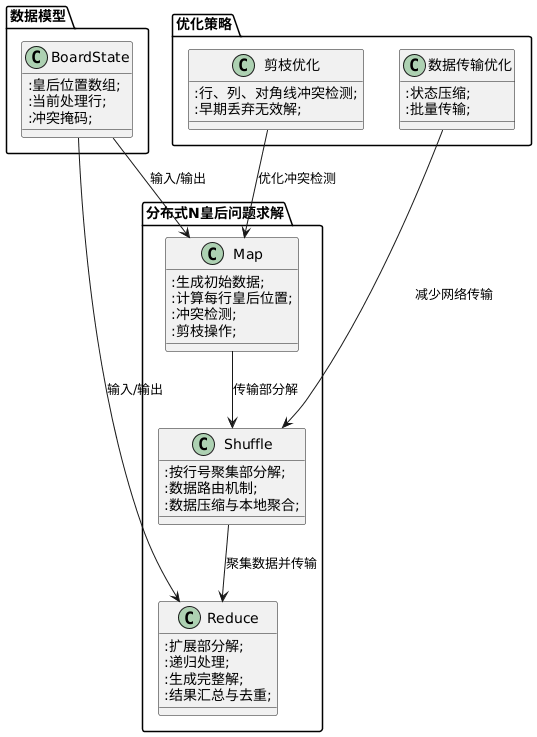 数据模型
C BoardState
:皇后位置数组;
:当前处理行;
:冲突掩码;
优化策略
C 剪枝优化
:行、列、对角线冲突检测;
:早期丢弃无效解;
C 数据传输优化
:状态压缩;
:批量传输;
输入/输出
优化冲突检测
分布式N皇后问题求解
C Map
:生成初始数据;
:计算每行皇后位置;
:冲突检测;
:剪枝操作;
减少网络传输
输入/输出
传输部分解
C Shuffle
:按行号聚集部分解;
:数据路由机制;
:数据压缩与本地聚合;
聚集数据并传输
C Reduce
:扩展部分解;
:递归处理;
:生成完整解;
:结果汇总与去重;